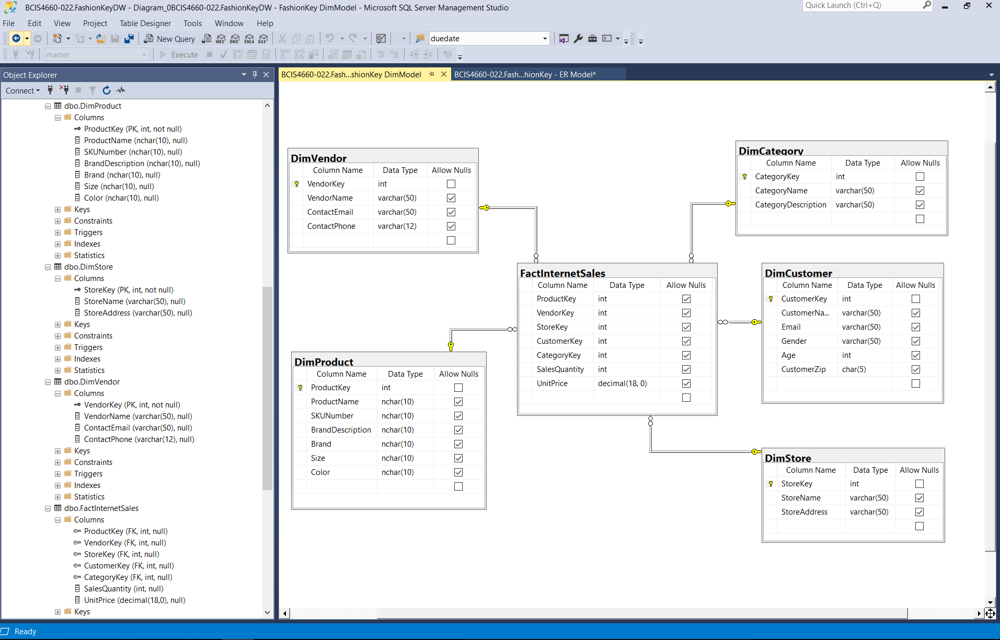 BCIS4660-022.FashionKeyDW - Diagram_0BCIS4660-022.FashionKeyDW - FashionKey DimModel - Microsoft SQL Server Management Studio
Quick Launch (Ctrl+Q)
File Edit View Project Table Designer Tools Window Help
New Query MDX DMX XMLA DAX duedate
master Execute
Object Explorer
Connect
dbo.DimProduct
Columns
ProductKey (PK, int, not null)
ProductName (nchar(10), null)
SKUNumber (nchar(10), null)
BrandDescription (nchar(10), null)
Brand (nchar(10), null)
Size (nchar(10), null)
Color (nchar(10), null)
Keys
Constraints
Triggers
Indexes
Statistics
dbo.DimStore
Columns
StoreKey (PK, int, not null)
StoreName (varchar(50), null)
StoreAddress (varchar(50), null)
Keys
Constraints
Triggers
Indexes
Statistics
dbo.DimVendor
Columns
VendorKey (PK, int, not null)
VendorName (varchar(50), null)
ContactEmail (varchar(50), null)
ContactPhone (varchar(12), null)
Keys
Constraints
Triggers
Indexes
Statistics
dbo.FactInternetSales
Columns
ProductKey (FK, int, null)
VendorKey (FK, int, null)
StoreKey (FK, int, null)
CustomerKey (FK, int, null)
CategoryKey (FK, int, null)
SalesQuantity (int, null)
UnitPrice (decimal(18,0), null)
Keys
BCIS4660-022.Fash...shionKey DimModel
BCIS4660-022.Fash...hionKey - ER Model*
DimVendor
Column Name Data Type Allow Nulls
VendorKey int
VendorName varchar(50)
ContactEmail varchar(50)
ContactPhone varchar(12)
DimCategory
Column Name Data Type Allow Nulls
CategoryKey int
CategoryName varchar(50)
CategoryDescription varchar(50)
FactInternetSales
Column Name Data Type Allow Nulls
ProductKey int
VendorKey int
StoreKey int
CustomerKey int
CategoryKey int
SalesQuantity int
UnitPrice decimal(18, 0)
DimCustomer
Column Name Data Type Allow Nulls
CustomerKey int
CustomerNa... varchar(50)
Email varchar(50)
Gender varchar(50)
Age int
CustomerZip char(5)
DimProduct
Column Name Data Type Allow Nulls
ProductKey int
ProductName nchar(10)
SKUNumber nchar(10)
BrandDescription nchar(10)
Brand nchar(10)
Size nchar(10)
Color nchar(10)
DimStore
Column Name Data Type Allow Nulls
StoreKey int
StoreName varchar(50)
StoreAddress varchar(50)
Ready